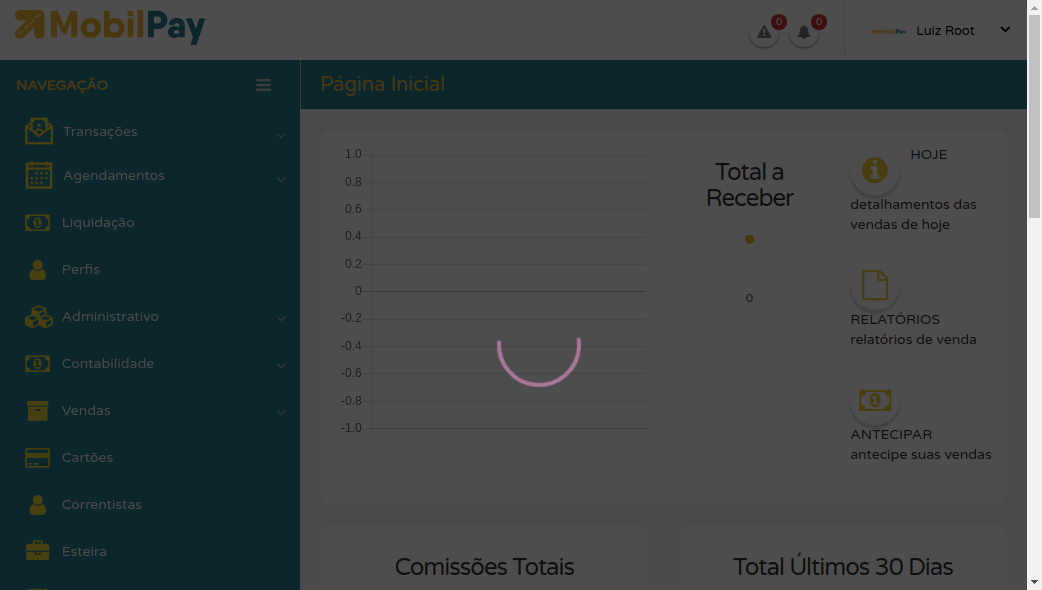 MobilPay
0
0
MobilPay
Luiz Root
NAVEGAÇÃO
Página Inicial
Transações
Agendamentos
Liquidação
Perfis
Administrativo
Contabilidade
Vendas
Cartões
Correntistas
Esteira
1.0
0.8
0.6
0.4
0.2
0
-0.2
-0.4
-0.6
-0.8
-1.0
Total a
Receber
0
HOJE
detalhamentos das
vendas de hoje
RELATÓRIOS
relatórios de venda
ANTECIPAR
antecipe suas vendas
Comissões Totais
Total Últimos 30 Dias